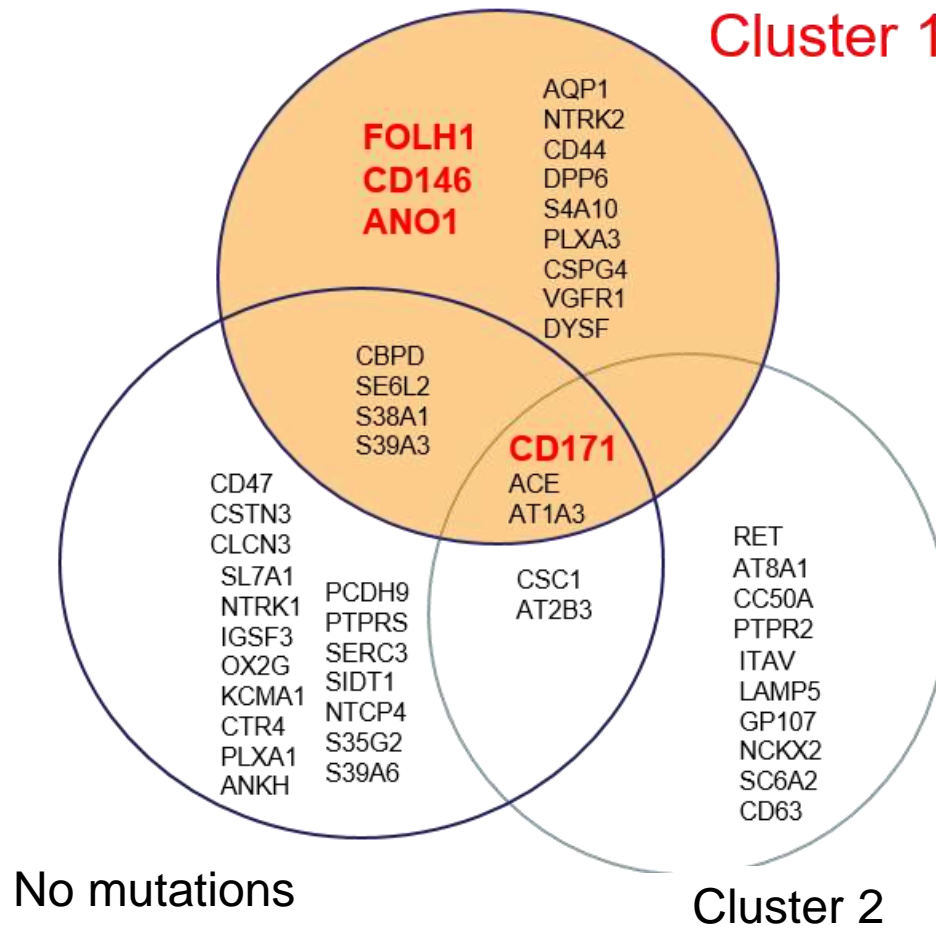 Cluster 1
FOLH1
CD146
ANO1
AQP1
NTRK2
CD44
DPP6
S4A10
PLXA3
CSPG4
VGFR1
DYSF
CBPD
SE6L2
S38A1
S39A3
CD171
ACE
AT1A3
CD47
CSTN3
CLCN3
SL7A1
NTRK1
IGSF3
OX2G
KCMA1
CTR4
PLXA1
ANKH
PCDH9
PTPRS
SERC3
SIDT1
NTCP4
S35G2
S39A6
CSC1
AT2B3
RET
AT8A1
CC50A
PTPR2
ITAV
LAMP5
GP107
NCKX2
SC6A2
CD63
No mutations
Cluster 2